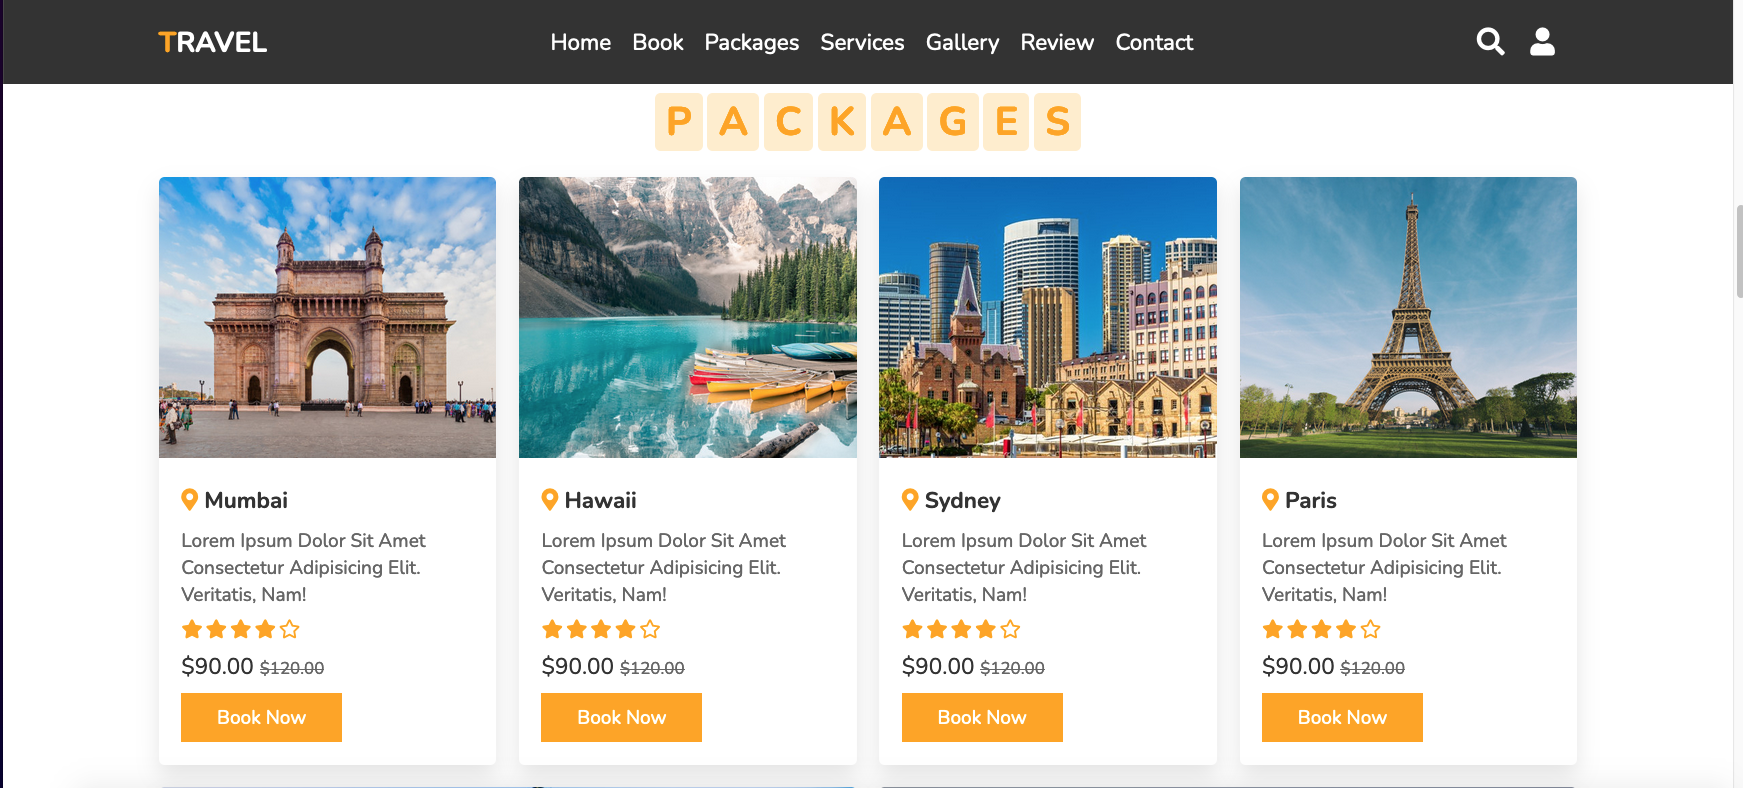 TRAVEL
Home Book Packages Services Gallery Review Contact
PACKAGES
Mumbai
Lorem Ipsum Dolor Sit Amet
Consectetur Adipisicing Elit.
Veritatis, Nam!
$90.00 $120.00
Book Now
Hawaii
Lorem Ipsum Dolor Sit Amet
Consectetur Adipisicing Elit.
Veritatis, Nam!
$90.00 $120.00
Book Now
Sydney
Lorem Ipsum Dolor Sit Amet
Consectetur Adipisicing Elit.
Veritatis, Nam!
$90.00 $120.00
Book Now
Paris
Lorem Ipsum Dolor Sit Amet
Consectetur Adipisicing Elit.
Veritatis, Nam!
$90.00 $120.00
Book Now